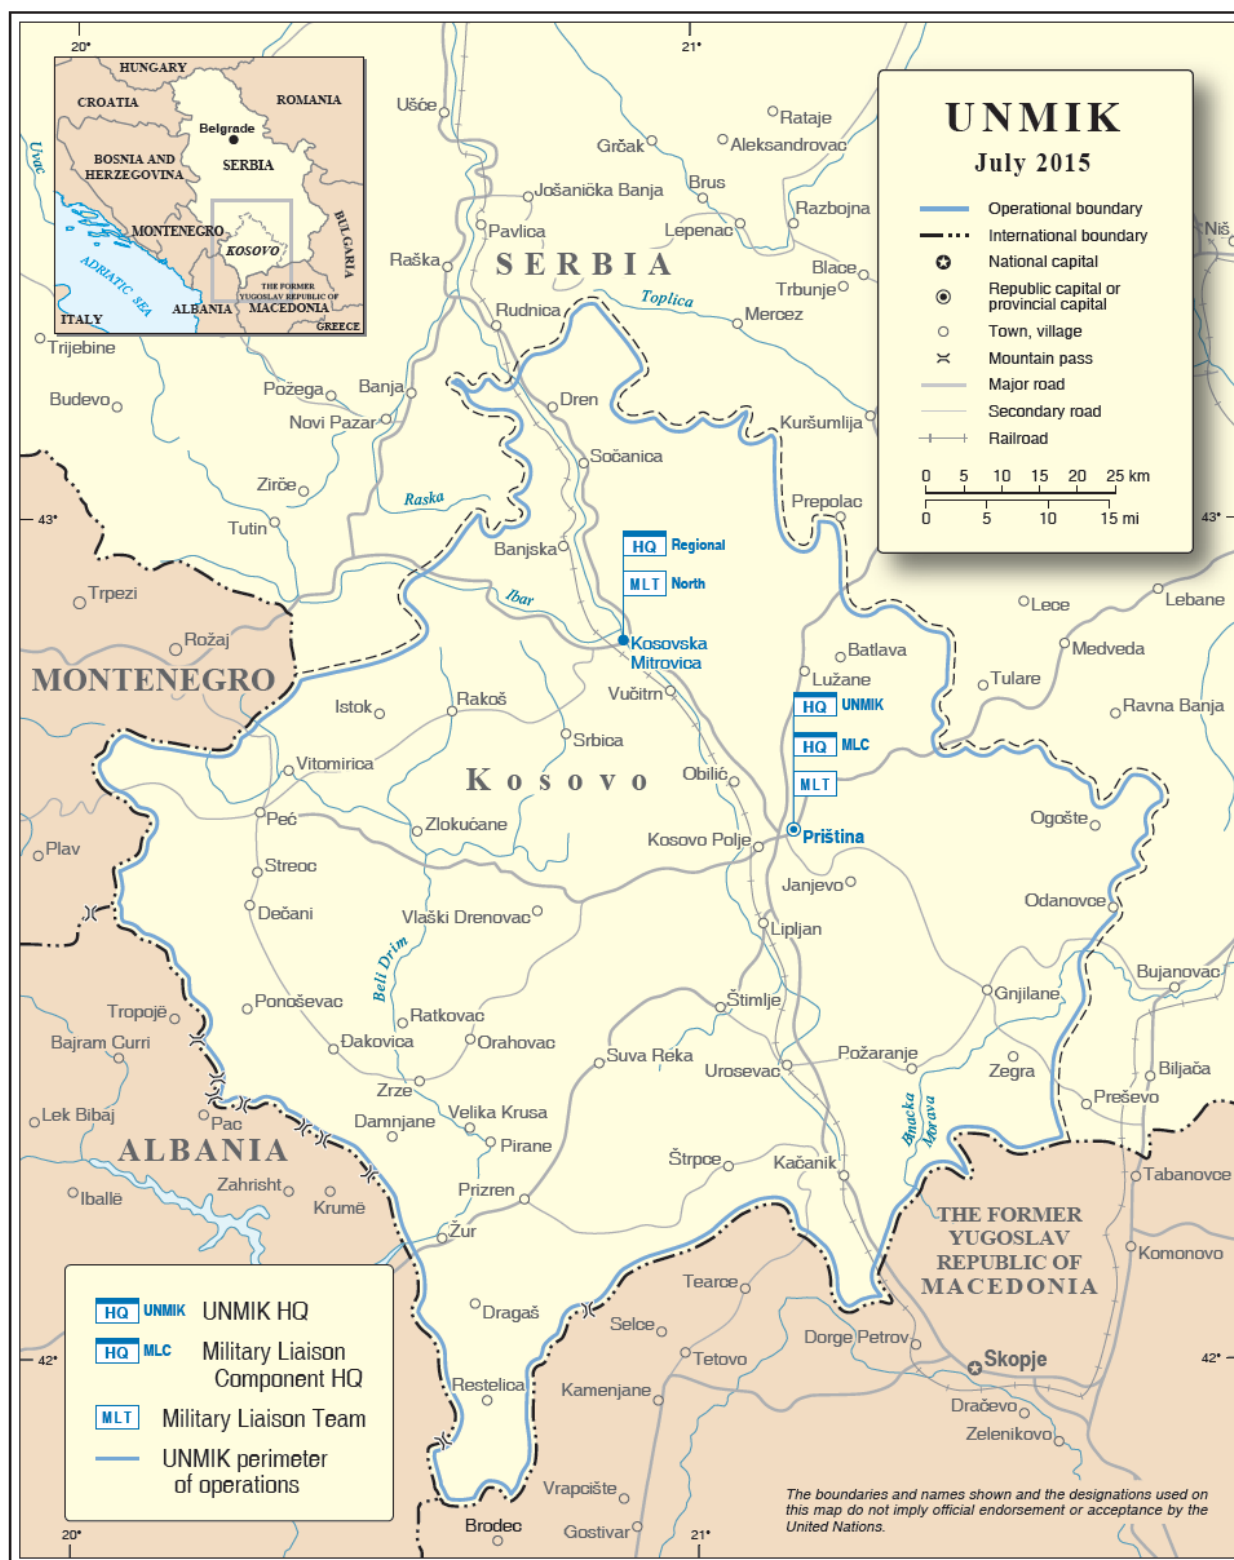 20°
21°
HUNGARY
CROATIA
ROMANIA
Belgrade
BOSNIA AND
HERZEGOVINA
SERBIA
MONTENEGRO
BULGARIA
KOSOVO
ADRIATIC SEA
THE FORMER
YUGOSLAV REPUBLIC OF
MACEDONIA
ALBANIA
ITALY
GREECE
UNMIK
July 2015
Operational boundary
International boundary
National capital
Republic capital or
provincial capital
Town, village
Mountain pass
Major road
Secondary road
Railroad
0 5 10 15 20 25 km
0 5 10 15 mi
Uvac
Ušće
Rataje
Grčak
Aleksandrovac
Jošanička Banja
Brus
Pavlica
Lepenac
Razbojna
Niš
Raška
SERBIA
Blace
Trbunje
Toplica
Rudnica
Mercez
Trijebine
Požega
Banja
Budevo
Dren
Novi Pazar
Kuršumlija
Sočanica
Zirče
Raska
Prepolac
43°
43°
Tutin
Banjska
HQ Regional
MLT North
Trpezi
Ibar
Lece
Lebane
Rožaj
Kosovska
Mitrovica
Batlava
Medveda
MONTENEGRO
Lužane
Tulare
Vučitrn
Istok
Rakoš
HQ UNMIK
Ravna Banja
Srbica
HQ MLC
Vitomirica
Kosovo
Obilić
MLT
Peć
Zlokućane
Ogošte
Kosovo Polje
Priština
Plav
Streoc
Janjevo
Dečani
Vlaški Drenovac
Odanovce
Lipljan
Beli Drim
Bujanovac
Ponoševac
Štimlje
Gnjilane
Tropojë
Ratkovac
Bajram Curri
Đakovica
Orahovac
Suva Reka
Požaranje
Urosevac
Zegra
Biljača
Zrze
Lek Bibaj
Pac
Damnjane
Velika Krusa
Binacka
Morava
Preševo
ALBANIA
Pirane
Štrpce
Kačanik
Tabanovce
Iballë
Zahrisht
Krumë
Prizren
Žur
THE FORMER
YUGOSLAV
REPUBLIC OF
MACEDONIA
Komonovo
Tearce
Dragaš
Selce
Dorge Petrov
Tetovo
Skopje
42°
42°
Restelica
Kamenjane
Dračevo
Zelenikovo
Vrapcište
Brodec
Gostivar
HQ UNMIK UNMIK HQ
HQ MLC Military Liaison
Component HQ
MLT Military Liaison Team
UNMIK perimeter
of operations
The boundaries and names shown and the designations used on
this map do not imply official endorsement or acceptance by the
United Nations.
20°
21°